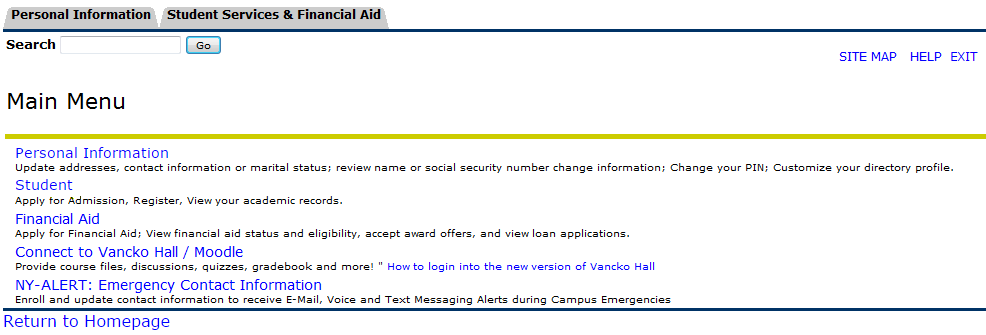 Personal Information Student Services & Financial Aid
Search Go
SITE MAP HELP EXIT
Main Menu
Personal Information
Update addresses, contact information or marital status; review name or social security number change information; Change your PIN; Customize your directory profile.
Student
Apply for Admission, Register, View your academic records.
Financial Aid
Apply for Financial Aid; View financial aid status and eligibility, accept award offers, and view loan applications.
Connect to Vancko Hall / Moodle
Provide course files, discussions, quizzes, gradebook and more! " How to login into the new version of Vancko Hall
NY-ALERT: Emergency Contact Information
Enroll and update contact information to receive E-Mail, Voice and Text Messaging Alerts during Campus Emergencies
Return to Homepage